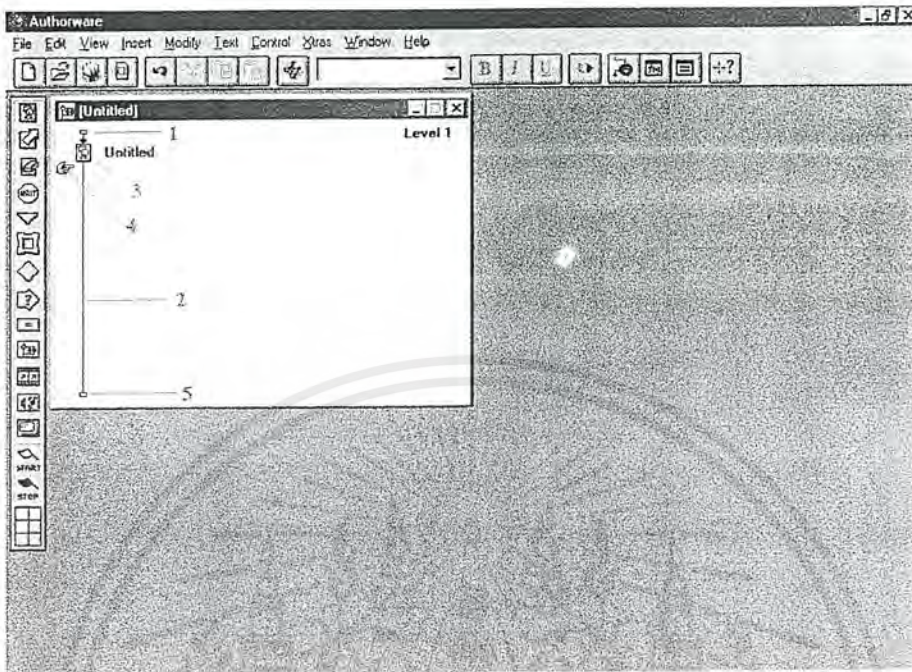 Authorware
File Edit View Insert Modify Text Control Xtras Window Help
B I U
[Untitled]
1
Level 1
Untitled
3
4
2
5
START
STOP